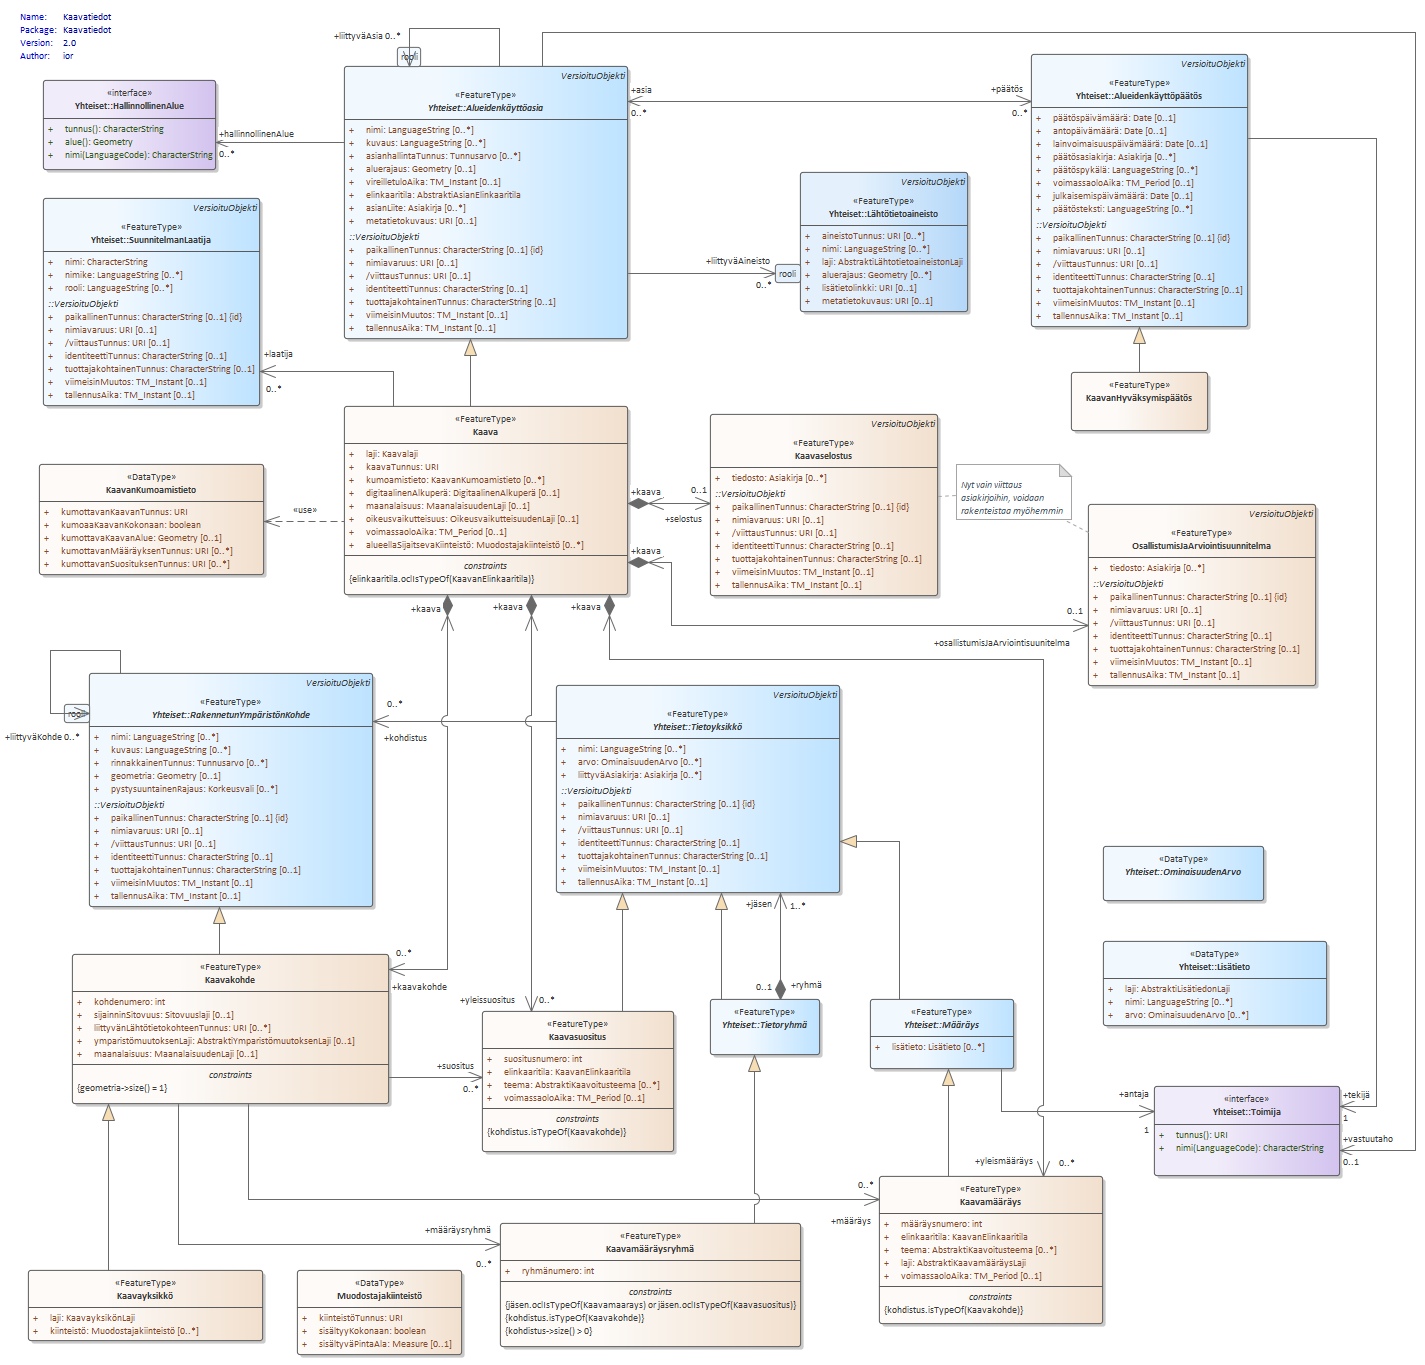 Name: Kaavatiedot
Package: Kaavatiedot
Version: 2.0
Author: ior
+liittyväAsia 0..*
rooli
«interface»
Yhteiset::HallinnollinenAlue
+ tunnus(): CharacterString
+ alue(): Geometry
+ nimi(LanguageCode): CharacterString
+hallinnollinenAlue
0..*
VersioituObjekti
«FeatureType»
Yhteiset::Alueidenkäyttöasia
+ nimi: LanguageString [0..*]
+ kuvaus: LanguageString [0..*]
+ asianhallintaTunnus: Tunnusarvo [0..*]
+ aluerajaus: Geometry [0..1]
+ vireilletuloAika: TM_Instant [0..1]
+ elinkaaritila: AbstraktiAsianElinkaaritila
+ asianLiite: Asiakirja [0..*]
+ metatietokuvaus: URI [0..1]
::VersioituObjekti
+ paikallinenTunnus: CharacterString [0..1] {id}
+ nimiavaruus: URI [0..1]
+ /viittausTunnus: URI [0..1]
+ identiteettiTunnus: CharacterString [0..1]
+ tuottajakohtainenTunnus: CharacterString [0..1]
+ viimeisinMuutos: TM_Instant [0..1]
+ tallennusAika: TM_Instant [0..1]
+asia
0..*
+päätös
0..*
VersioituObjekti
«FeatureType»
Yhteiset::Alueidenkäyttöpäätös
+ päätöspäivämäärä: Date [0..1]
+ antopäivämäärä: Date [0..1]
+ lainvoimaisuuspäivämäärä: Date [0..1]
+ päätösasiakirja: Asiakirja [0..*]
+ päätöspykälä: LanguageString [0..*]
+ voimassaoloAika: TM_Period [0..1]
+ julkaisemispäivämäärä: Date [0..1]
+ päätösteksti: LanguageString [0..*]
::VersioituObjekti
+ paikallinenTunnus: CharacterString [0..1] {id}
+ nimiavaruus: URI [0..1]
+ /viittausTunnus: URI [0..1]
+ identiteettiTunnus: CharacterString [0..1]
+ tuottajakohtainenTunnus: CharacterString [0..1]
+ viimeisinMuutos: TM_Instant [0..1]
+ tallennusAika: TM_Instant [0..1]
VersioituObjekti
«FeatureType»
Yhteiset::Lähtötietoaineisto
+ aineistoTunnus: URI [0..*]
+ nimi: LanguageString [0..*]
+ laji: AbstraktiLähtotietoaineistonLaji
+ aluerajaus: Geometry [0..*]
+ lisätietolinkki: URI [0..1]
+ metatietokuvaus: URI [0..1]
+liittyväAineisto
rooli
0..*
VersioituObjekti
«FeatureType»
Yhteiset::SuunnitelmanLaatija
+ nimi: CharacterString
+ nimike: LanguageString [0..*]
+ rooli: LanguageString [0..*]
::VersioituObjekti
+ paikallinenTunnus: CharacterString [0..1] {id}
+ nimiavaruus: URI [0..1]
+ /viittausTunnus: URI [0..1]
+ identiteettiTunnus: CharacterString [0..1]
+ tuottajakohtainenTunnus: CharacterString [0..1]
+ viimeisinMuutos: TM_Instant [0..1]
+ tallennusAika: TM_Instant [0..1]
+laatija
0..*
«FeatureType»
KaavanHyväksymispäätös
«FeatureType»
Kaava
+ laji: Kaavalaji
+ kaavaTunnus: URI
+ kumoamistieto: KaavanKumoamistieto [0..*]
+ digitaalinenAlkuperä: DigitaalinenAlkuperä [0..1]
+ maanalaisuus: MaanalaisuudenLaji [0..1]
+ oikeusvaikutteisuus: OikeusvaikutteisuudenLaji [0..1]
+ voimassaoloAika: TM_Period [0..1]
+ alueellaSijaitsevaKiinteistö: Muodostajakiinteistö [0..*]
constraints
{elinkaaritila.oclIsTypeOf(KaavanElinkaaritila)}
«DataType»
KaavanKumoamistieto
+ kumottavanKaavanTunnus: URI
+ kumoaaKaavanKokonaan: boolean
+ kumottavaKaavanAlue: Geometry [0..1]
+ kumottavanMääräyksenTunnus: URI [0..*]
+ kumottavanSuosituksenTunnus: URI [0..*]
«use»
+kaava
0..1
+selostus
+kaava
VersioituObjekti
«FeatureType»
Kaavaselostus
+ tiedosto: Asiakirja [0..*]
::VersioituObjekti
+ paikallinenTunnus: CharacterString [0..1] {id}
+ nimiavaruus: URI [0..1]
+ /viittausTunnus: URI [0..1]
+ identiteettiTunnus: CharacterString [0..1]
+ tuottajakohtainenTunnus: CharacterString [0..1]
+ viimeisinMuutos: TM_Instant [0..1]
+ tallennusAika: TM_Instant [0..1]
Nyt vain viittaus
asiakirjoihin, voidaan
rakenteistaa myöhemmin
VersioituObjekti
«FeatureType»
OsallistumisJaArviointisuunnitelma
+ tiedosto: Asiakirja [0..*]
::VersioituObjekti
+ paikallinenTunnus: CharacterString [0..1] {id}
+ nimiavaruus: URI [0..1]
+ /viittausTunnus: URI [0..1]
+ identiteettiTunnus: CharacterString [0..1]
+ tuottajakohtainenTunnus: CharacterString [0..1]
+ viimeisinMuutos: TM_Instant [0..1]
+ tallennusAika: TM_Instant [0..1]
0..1
+osallistumisJaArviointisuunitelma
+kaava
+kaava
+kaava
rooli
+liittyväKohde 0..*
VersioituObjekti
«FeatureType»
Yhteiset::RakennetunYmpäristönKohde
+ nimi: LanguageString [0..*]
+ kuvaus: LanguageString [0..*]
+ rinnakkainenTunnus: Tunnusarvo [0..*]
+ geometria: Geometry [0..1]
+ pystysuuntainenRajaus: Korkeusvali [0..*]
::VersioituObjekti
+ paikallinenTunnus: CharacterString [0..1] {id}
+ nimiavaruus: URI [0..1]
+ /viittausTunnus: URI [0..1]
+ identiteettiTunnus: CharacterString [0..1]
+ tuottajakohtainenTunnus: CharacterString [0..1]
+ viimeisinMuutos: TM_Instant [0..1]
+ tallennusAika: TM_Instant [0..1]
0..*
+kohdistus
VersioituObjekti
«FeatureType»
Yhteiset::Tietoyksikkö
+ nimi: LanguageString [0..*]
+ arvo: OminaisuudenArvo [0..*]
+ liittyväAsiakirja: Asiakirja [0..*]
::VersioituObjekti
+ paikallinenTunnus: CharacterString [0..1] {id}
+ nimiavaruus: URI [0..1]
+ /viittausTunnus: URI [0..1]
+ identiteettiTunnus: CharacterString [0..1]
+ tuottajakohtainenTunnus: CharacterString [0..1]
+ viimeisinMuutos: TM_Instant [0..1]
+ tallennusAika: TM_Instant [0..1]
+jäsen
1..*
0..1
+ryhmä
«DataType»
Yhteiset::OminaisuudenArvo
«DataType»
Yhteiset::Lisätieto
+ laji: AbstraktiLisätiedonLaji
+ nimi: LanguageString [0..*]
+ arvo: OminaisuudenArvo [0..*]
«FeatureType»
Kaavakohde
+ kohdenumero: int
+ sijainninSitovuus: Sitovuuslaji [0..1]
+ liittyvänLähtötietokohteenTunnus: URI [0..*]
+ ymparistömuutoksenLaji: AbstraktiYmparistömuutoksenLaji [0..1]
+ maanalaisuus: MaanalaisuudenLaji [0..1]
constraints
{geometria->size() = 1}
0..*
+kaavakohde
+yleissuositus
0..*
«FeatureType»
Kaavasuositus
+ suositusnumero: int
+ elinkaaritila: KaavanElinkaaritila
+ teema: AbstraktiKaavoitusteema [0..*]
+ voimassaoloAika: TM_Period [0..1]
constraints
{kohdistus.isTypeOf(Kaavakohde)}
+suositus
0..*
«FeatureType»
Yhteiset::Tietoryhmä
«FeatureType»
Yhteiset::Määräys
+ lisätieto: Lisätieto [0..*]
+antaja
1
«interface»
Yhteiset::Toimija
+ tunnus(): URI
+ nimi(LanguageCode): CharacterString
+tekijä
1
+vastuutaho
0..1
+yleismääräys
0..*
«FeatureType»
Kaavamääräys
+ määräysnumero: int
+ elinkaaritila: KaavanElinkaaritila
+ teema: AbstraktiKaavoitusteema [0..*]
+ laji: AbstraktiKaavamääräysLaji
+ voimassaoloAika: TM_Period [0..1]
constraints
{kohdistus.isTypeOf(Kaavakohde)}
0..*
+määräys
+määräysryhmä
0..*
«FeatureType»
Kaavamääräysryhmä
+ ryhmänumero: int
constraints
{jäsen.oclIsTypeOf(Kaavamaarays) or jäsen.oclIsTypeOf(Kaavasuositus)}
{kohdistus.isTypeOf(Kaavakohde)}
{kohdistus->size() > 0}
«FeatureType»
Kaavayksikkö
+ laji: KaavayksikönLaji
+ kiinteistö: Muodostajakiinteistö [0..*]
«DataType»
Muodostajakiinteistö
+ kiinteistöTunnus: URI
+ sisältyyKokonaan: boolean
+ sisältyväPintaAla: Measure [0..1]